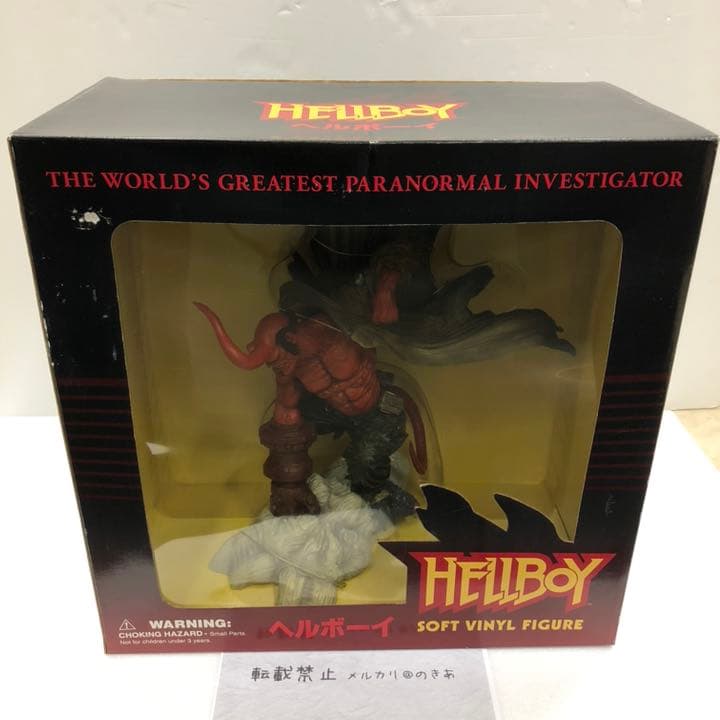 HELLBOY
ヘルボーイ
THE WORLD'S GREATEST PARANORMAL INVESTIGATOR
HELLBOY™
SOFT VINYL FIGURE
⚠ WARNING:
CHOKING HAZARD - Small Parts
Not for children under 3 years.
ヘルボーイ
転載禁止 メルカリ@のきあ